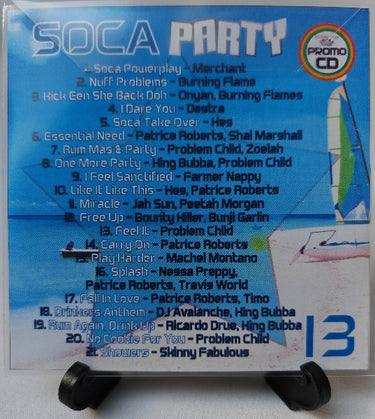 SOCA PARTY
PROMO
CD
1. Soca Powerplay - Merchant
2. Nuff Problems - Burning Flame
3. Kick Een She Back Doh - Onyan, Burning Flames
4. I Dare You - Destra
5. Soca Take Over - Hes
6. Essential Need - Patrice Roberts, Shal Marshall
7. Rum Mas & Party - Problem Child, Zoelah
8. One More Party - King Bubba, Problem Child
9. I Feel Sanctified - Farmer Nappy
10. Like It Like This - Kes, Patrice Roberts
11. Miracle - Jah Sun, Peetah Morgan
12. Free Up - Bounty Killer, Bunji Garlin
13. Feel It - Problem Child
14. Carry On - Patrice Roberts
15. Play Harder - Machel Montano
16. Splash - Nessa Preppy,
Patrice Roberts, Travis World
17. Fall In Love - Patrice Roberts, Timo
18. Drinkers Anthem - DJ Avalanche, King Bubba
19. Rum Again, Drink Up - Ricardo Drue, King Bubba
20. No Cookie For You - Problem Child
21. Showers - Skinny Fabulous
13